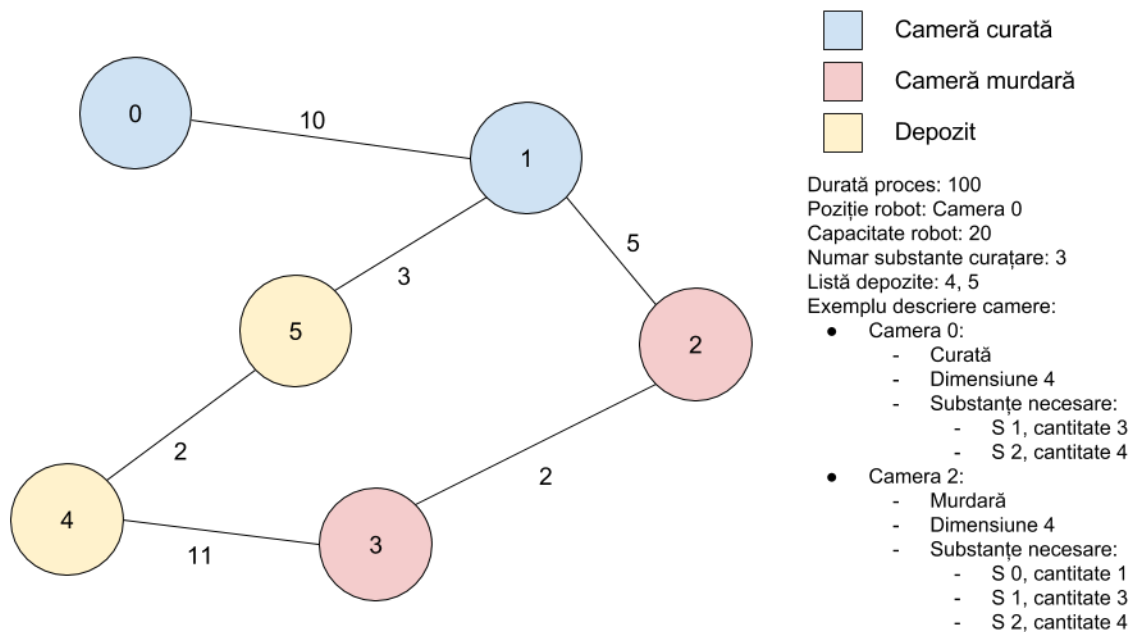 0
10
1
3
5
5
2
2
4
11
3
2
Cameră curată
Cameră murdară
Depozit
Durată proces: 100
Poziție robot: Camera 0
Capacitate robot: 20
Numar substante curațare: 3
Listă depozite: 4, 5
Exemplu descriere camere:
● Camera 0:
- Curată
- Dimensiune 4
- Substanțe necesare:
- S 1, cantitate 3
- S 2, cantitate 4
● Camera 2:
- Murdară
- Dimensiune 4
- Substanțe necesare:
- S 0, cantitate 1
- S 1, cantitate 3
- S 2, cantitate 4